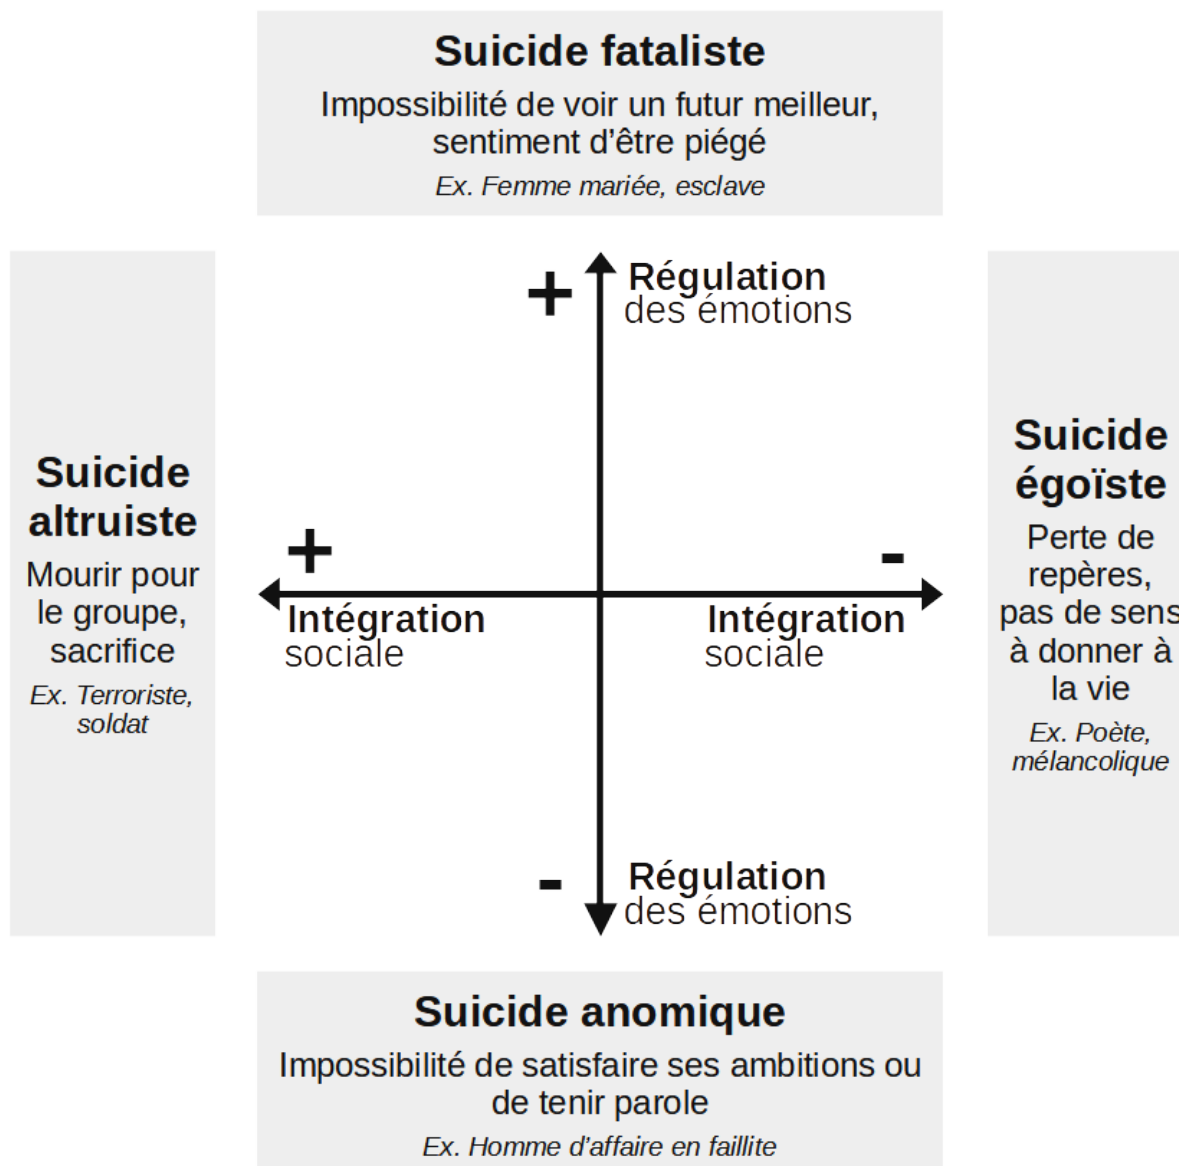 Suicide fataliste
Impossibilité de voir un futur meilleur,
sentiment d'être piégé
Ex. Femme mariée, esclave
+
Régulation
des émotions
Suicide
altruiste
Mourir pour
le groupe,
sacrifice
Ex. Terroriste,
soldat
+
Intégration
sociale
-
Intégration
sociale
Suicide
égoïste
Perte de
repères,
pas de sens
à donner à
la vie
Ex. Poète,
mélancolique
-
Régulation
des émotions
Suicide anomique
Impossibilité de satisfaire ses ambitions ou
de tenir parole
Ex. Homme d'affaire en faillite